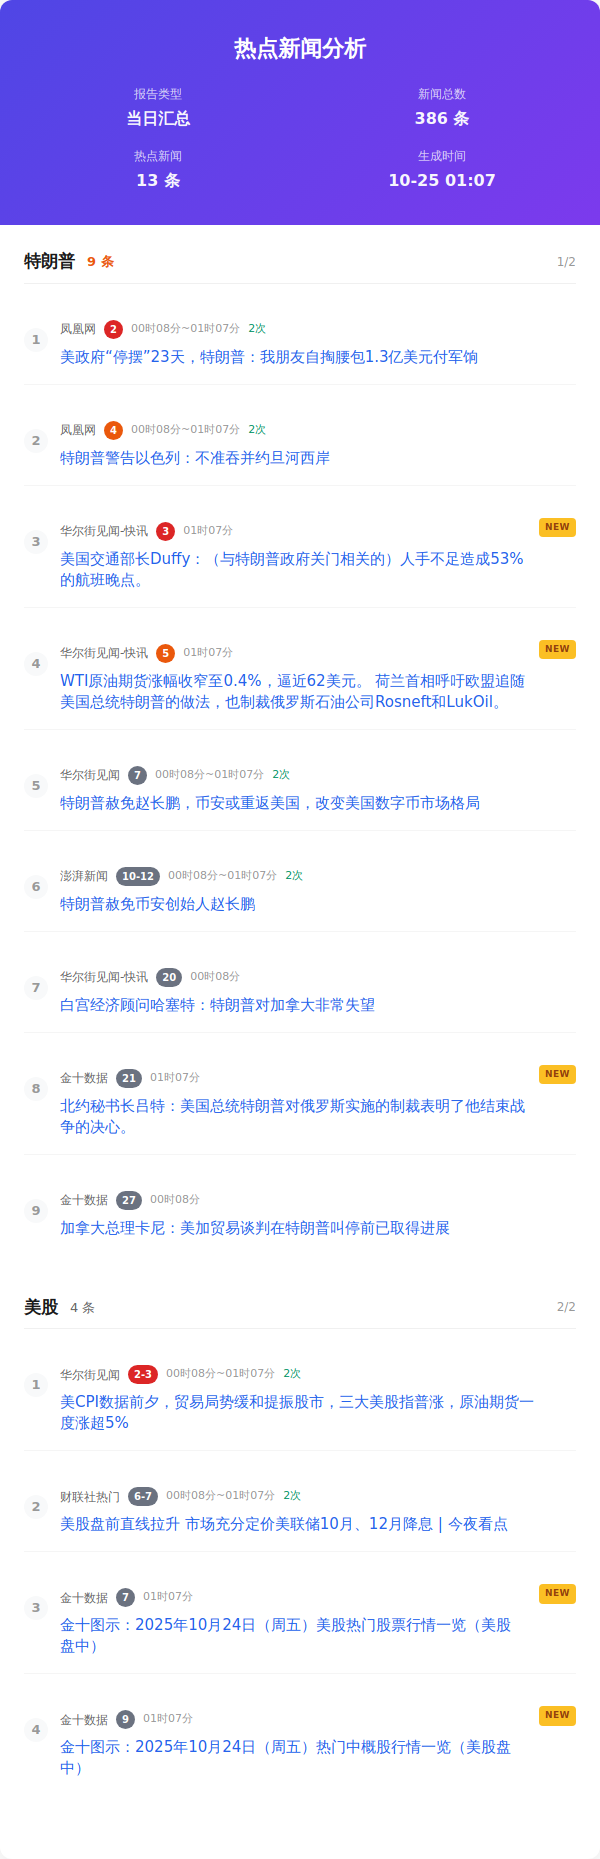 热点新闻分析
报告类型
新闻总数
当日汇总
386 条
热点新闻
生成时间
13 条
10-25 01:07
特朗普 9 条 1/2
1 凤凰网 2 00时08分~01时07分 2次
美政府“停摆”23天，特朗普：我朋友自掏腰包1.3亿美元付军饷
2 凤凰网 4 00时08分~01时07分 2次
特朗普警告以色列：不准吞并约旦河西岸
3 华尔街见闻-快讯 3 01时07分 NEW
美国交通部长Duffy：（与特朗普政府关门相关的）人手不足造成53%
的航班晚点。
4 华尔街见闻-快讯 5 01时07分 NEW
WTI原油期货涨幅收窄至0.4%，逼近62美元。 荷兰首相呼吁欧盟追随
美国总统特朗普的做法，也制裁俄罗斯石油公司Rosneft和LukOil。
5 华尔街见闻 7 00时08分~01时07分 2次
特朗普赦免赵长鹏，币安或重返美国，改变美国数字币市场格局
6 澎湃新闻 10-12 00时08分~01时07分 2次
特朗普赦免币安创始人赵长鹏
7 华尔街见闻-快讯 20 00时08分
白宫经济顾问哈塞特：特朗普对加拿大非常失望
8 金十数据 21 01时07分 NEW
北约秘书长吕特：美国总统特朗普对俄罗斯实施的制裁表明了他结束战
争的决心。
9 金十数据 27 00时08分
加拿大总理卡尼：美加贸易谈判在特朗普叫停前已取得进展
美股 4 条 2/2
1 华尔街见闻 2-3 00时08分~01时07分 2次
美CPI数据前夕，贸易局势缓和提振股市，三大美股指普涨，原油期货一
度涨超5%
2 财联社热门 6-7 00时08分~01时07分 2次
美股盘前直线拉升 市场充分定价美联储10月、12月降息 | 今夜看点
3 金十数据 7 01时07分 NEW
金十图示：2025年10月24日（周五）美股热门股票行情一览（美股
盘中）
4 金十数据 9 01时07分 NEW
金十图示：2025年10月24日（周五）热门中概股行情一览（美股盘
中）